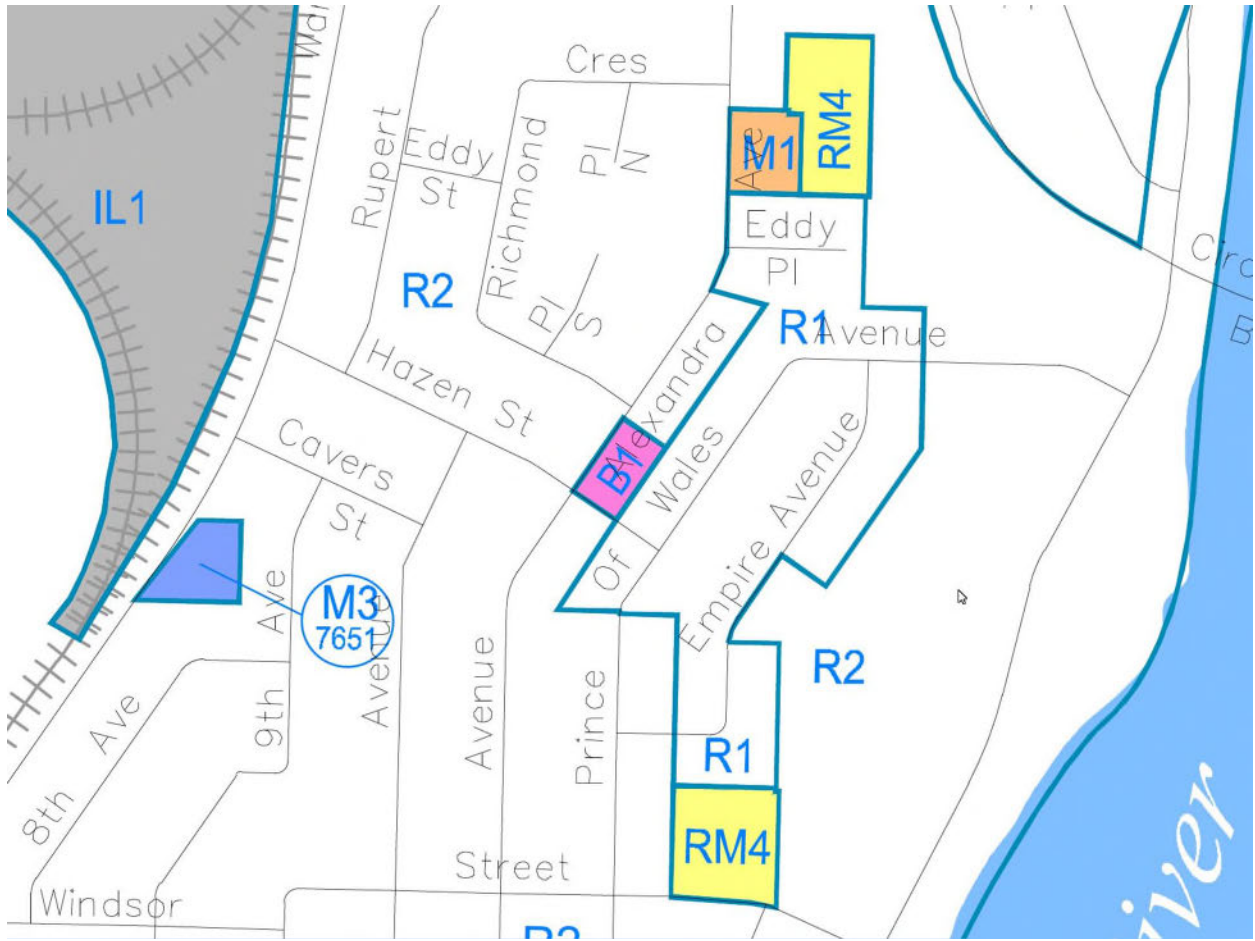 Cres
RM4
M1
Ave
Rupert
Eddy
St
Richmond
Pl
N
IL1
Eddy
Pl
R2
Pl
S
R1
Avenue
Hazen St
Alexandra
B1
Cavers
St
Of Wales
Empire Avenue
M3
7651
Ave
9th
Avenue
Avenue
Prince
R2
8th Ave
R1
RM4
Street
Windsor
R2